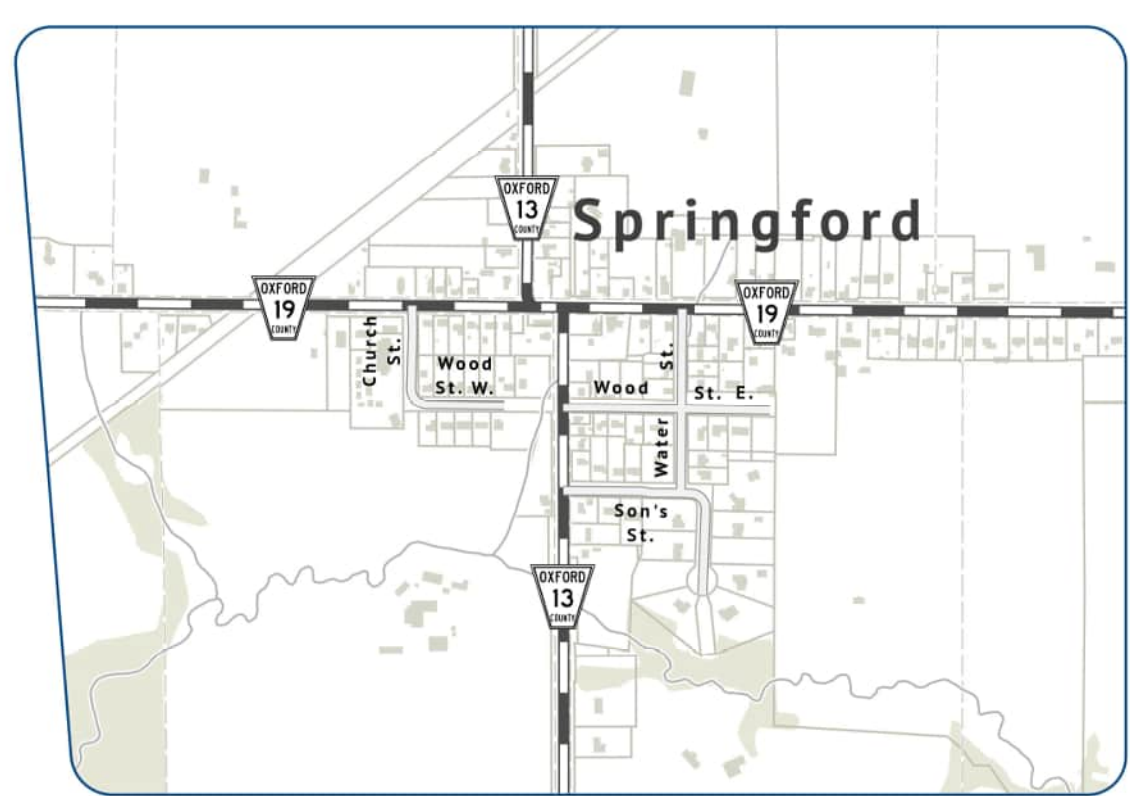 OXFORD
13
COUNTY
Springford
OXFORD
19
COUNTY
OXFORD
19
COUNTY
Church
St.
Wood
St. W.
Wood St. E.
Water St.
Son's
St.
OXFORD
13
COUNTY